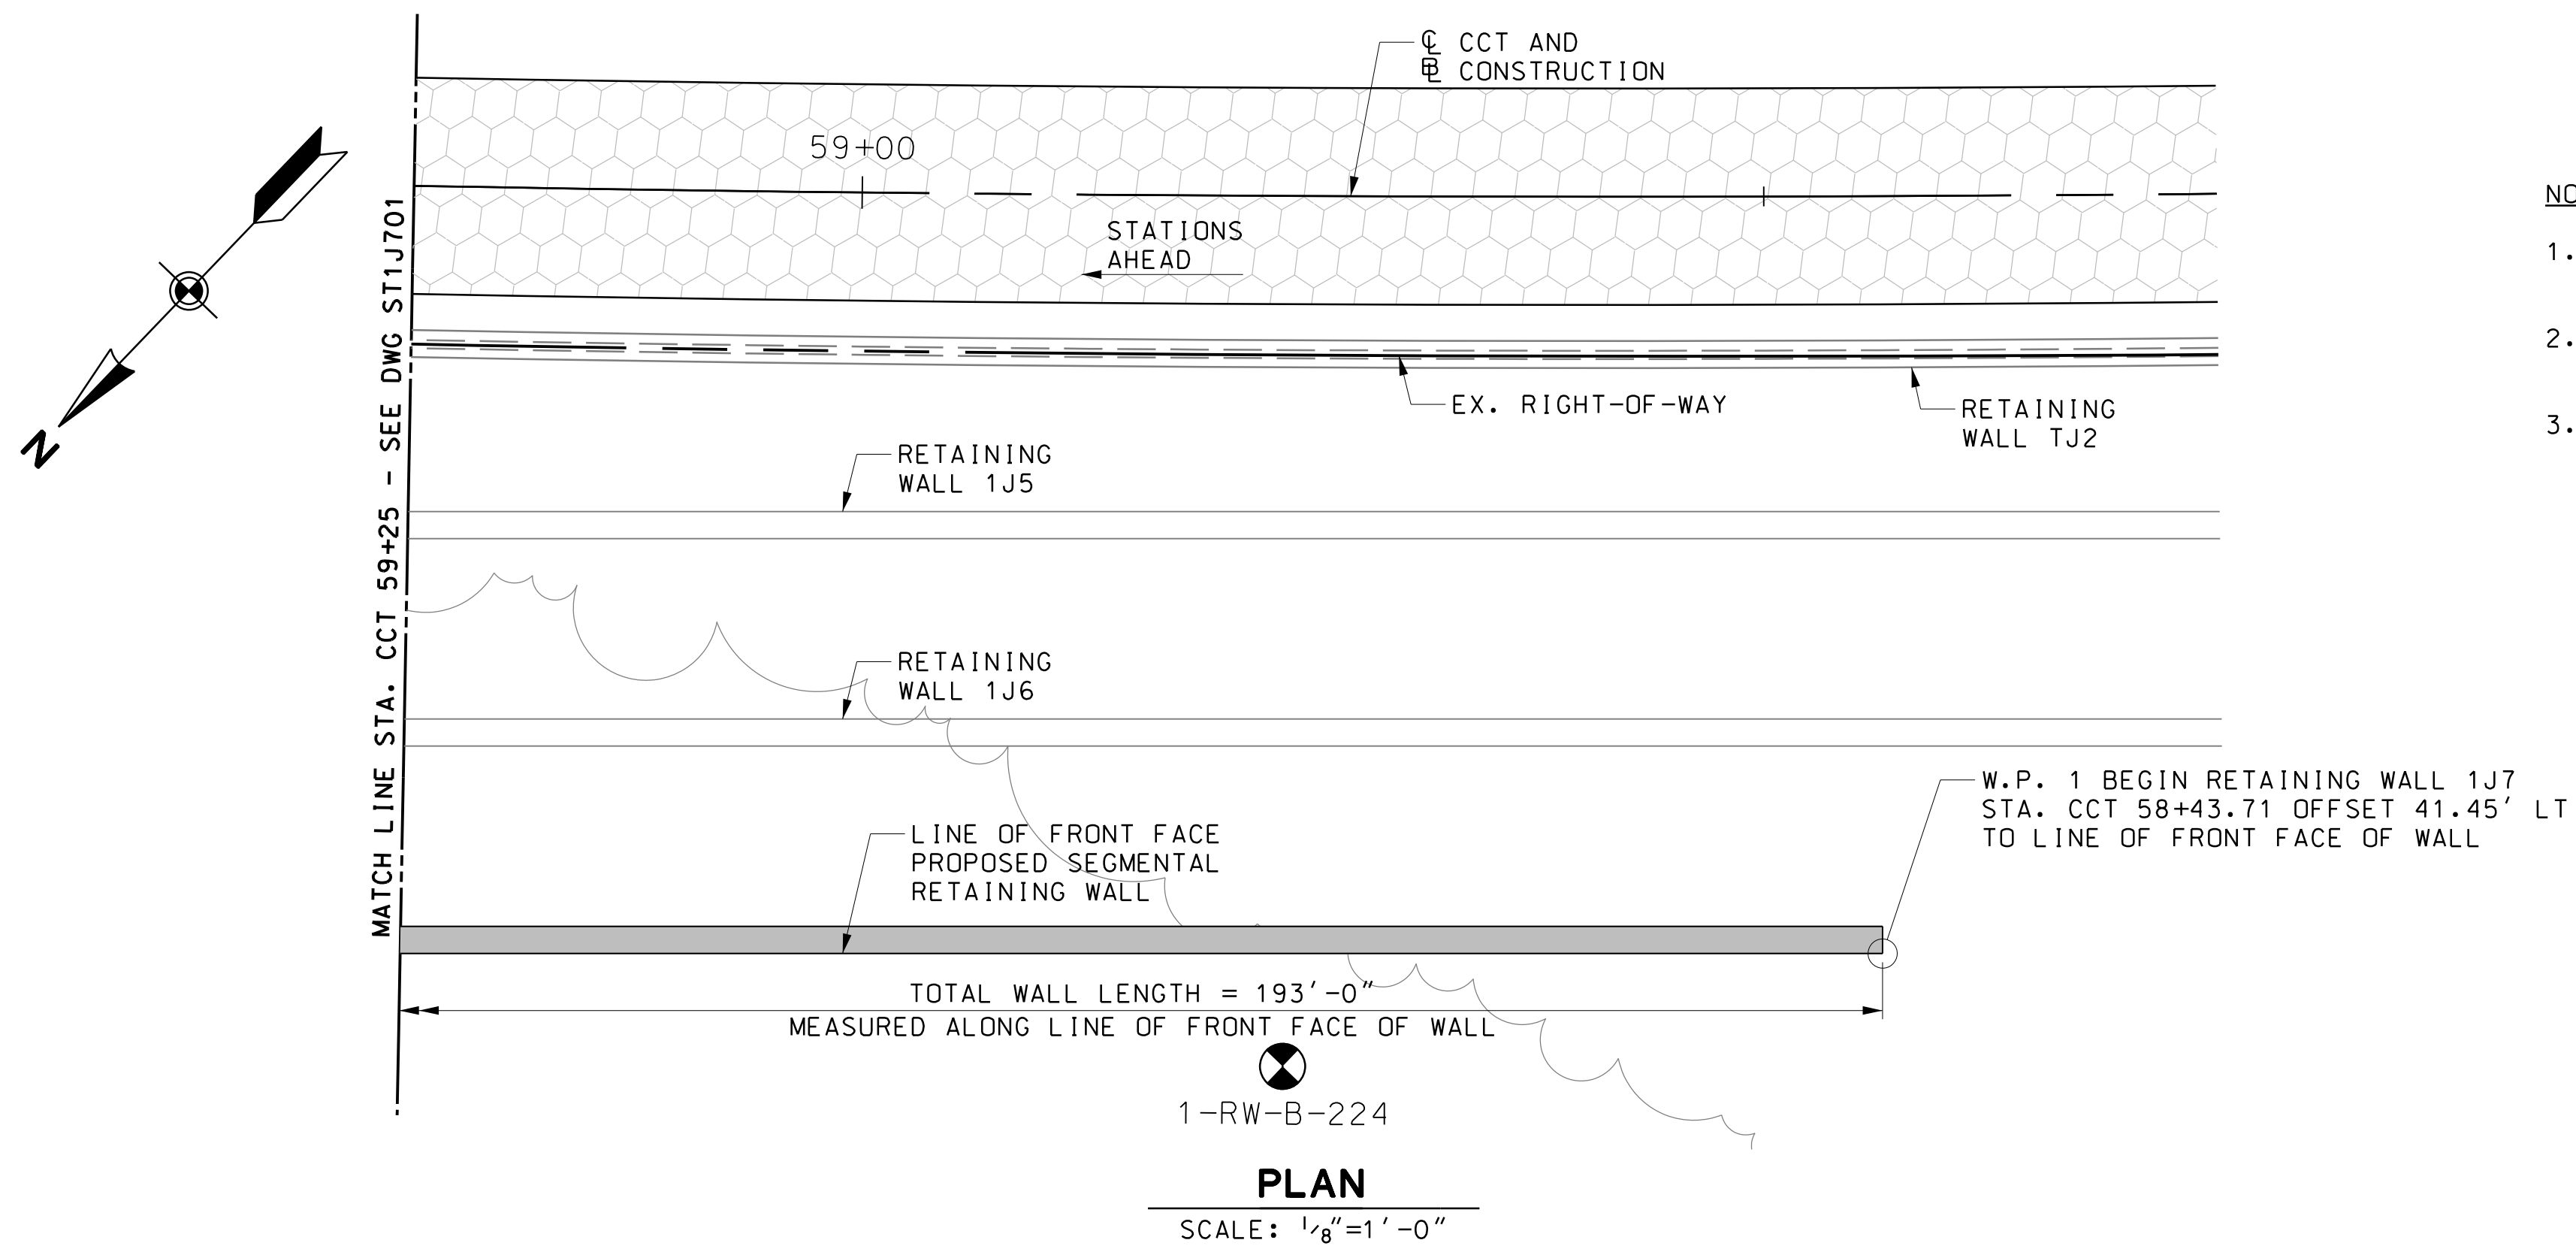 ℄ CCT AND
BL CONSTRUCTION
59+00
STATIONS
AHEAD
NO
1.
2.
3.
N
MATCH LINE STA. CCT 59+25 - SEE DWG ST1J701
EX. RIGHT-OF-WAY
RETAINING
WALL TJ2
RETAINING
WALL 1J5
RETAINING
WALL 1J6
W.P. 1 BEGIN RETAINING WALL 1J7
STA. CCT 58+43.71 OFFSET 41.45' LT
TO LINE OF FRONT FACE OF WALL
LINE OF FRONT FACE
PROPOSED SEGMENTAL
RETAINING WALL
TOTAL WALL LENGTH = 193'-0"
MEASURED ALONG LINE OF FRONT FACE OF WALL
1-RW-B-224
PLAN
SCALE: 1/8"=1'-0"